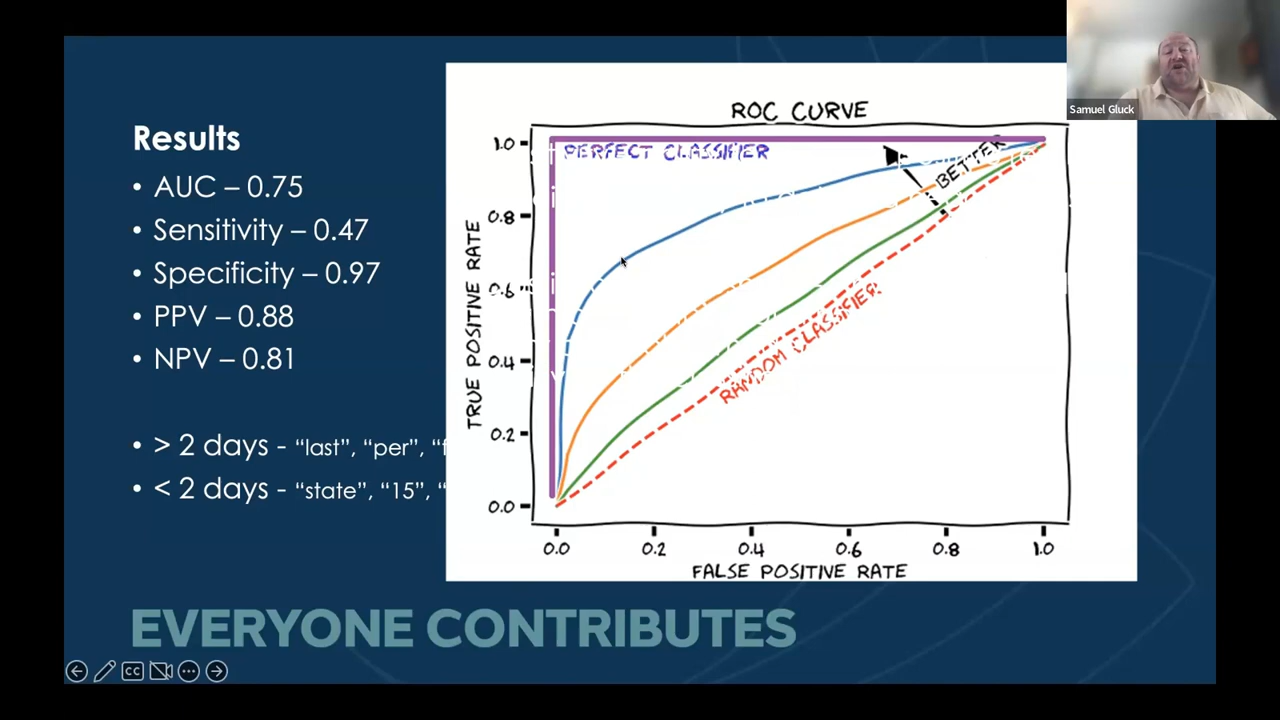 Samuel Gluck
Results
• AUC – 0.75
• Sensitivity – 0.47
• Specificity – 0.97
• PPV – 0.88
• NPV – 0.81
• > 2 days - “last”, “per”,
• < 2 days - “state”, “15”,
ROC CURVE
PERFECT CLASSIFIER
BETTER
RANDOM CLASSIFIER
TRUE POSITIVE RATE
1.0
0.8
0.6
0.4
0.2
0.0
0.0 0.2 0.4 0.6 0.8 1.0
FALSE POSITIVE RATE
EVERYONE CONTRIBUTES
CC